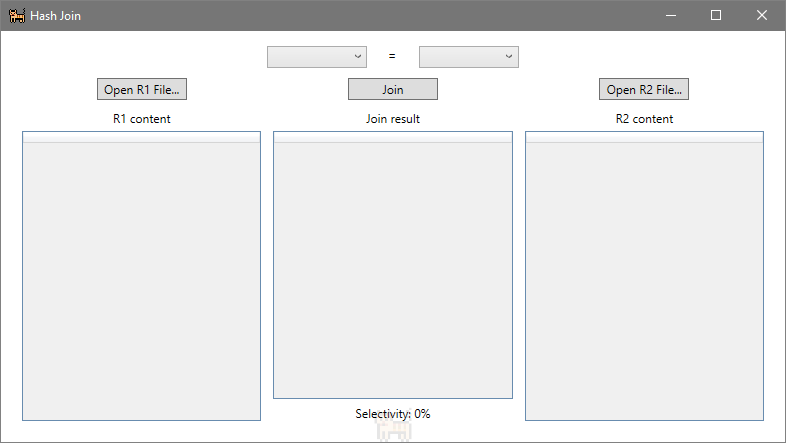 Hash Join
=
Open R1 File...
Join
Open R2 File...
R1 content
Join result
R2 content
Selectivity: 0%